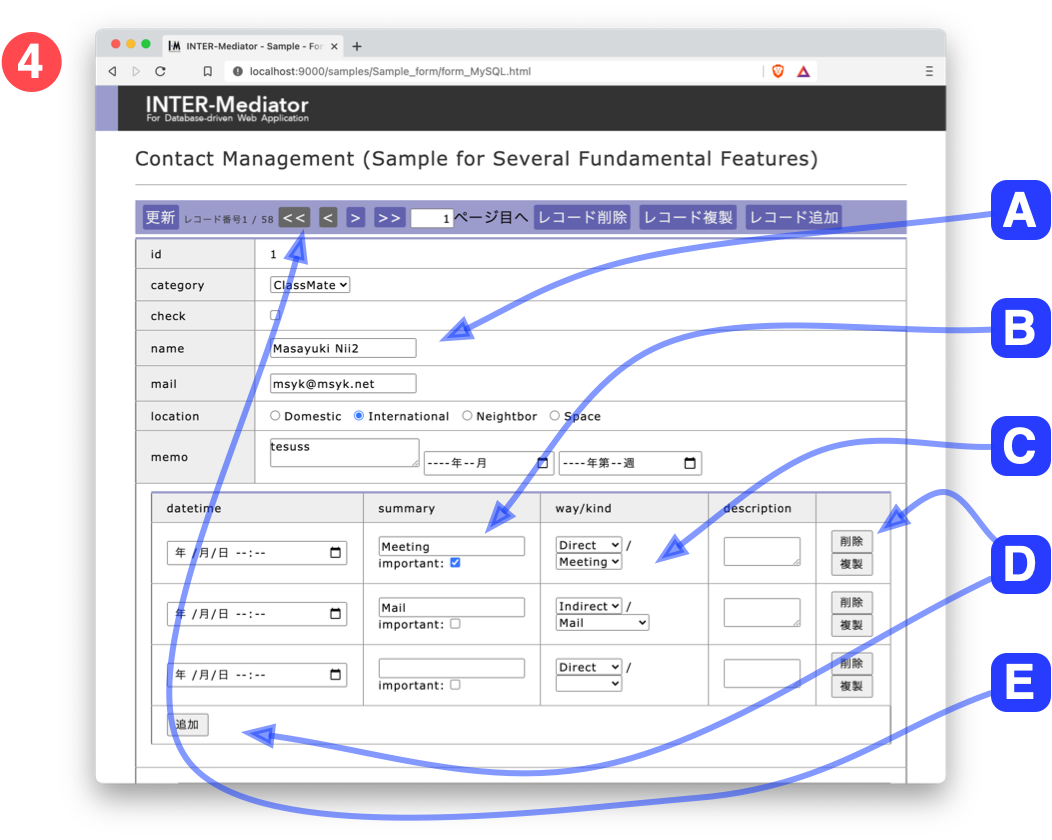 4
INTER-Mediator - Sample - For
localhost:9000/samples/Sample_form/form_MySQL.html
INTER-Mediator
For Database-driven Web Application
Contact Management (Sample for Several Fundamental Features)
A
更新 レコード番号1 / 58 << < > >> 1 ページ目へ レコード削除 レコード複製 レコード追加
id 1
category ClassMate
check
B
name Masayuki Nii2
mail msyk@msyk.net
location Domestic International Neightbor Space
C
memo tesuss ----年--月 ----年第--週
datetime summary way/kind description
年 /月/日 --:-- Meeting Direct / 削除
important: Meeting 複製
D
年 /月/日 --:-- Mail Indirect / 削除
important: Mail 複製
年 /月/日 --:-- Direct / 削除
important: 複製
E
追加